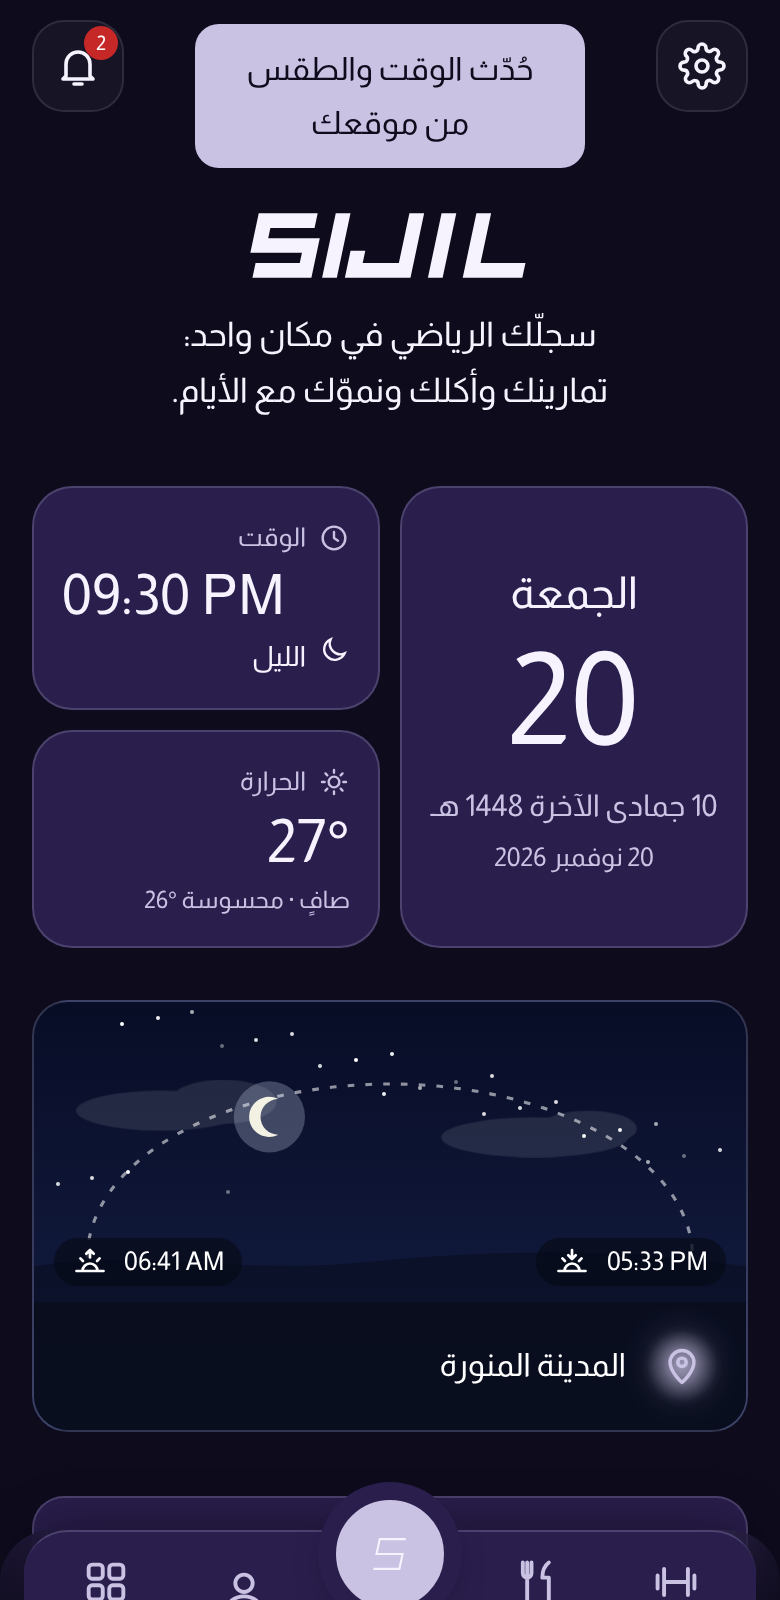 2
حُدّث الوقت والطقس
من موقعك
SIJIL
سجلّك الرياضي في مكان واحد:
تمارينك وأكلك ونموّك مع الأيام.
الجمعة
20
10 جمادى الآخرة 1448 هـ
20 نوفمبر 2026
الوقت
09:30 PM
الليل
الحرارة
27°
صافٍ · محسوسة 26°
06:41 AM
05:33 PM
المدينة المنورة
S